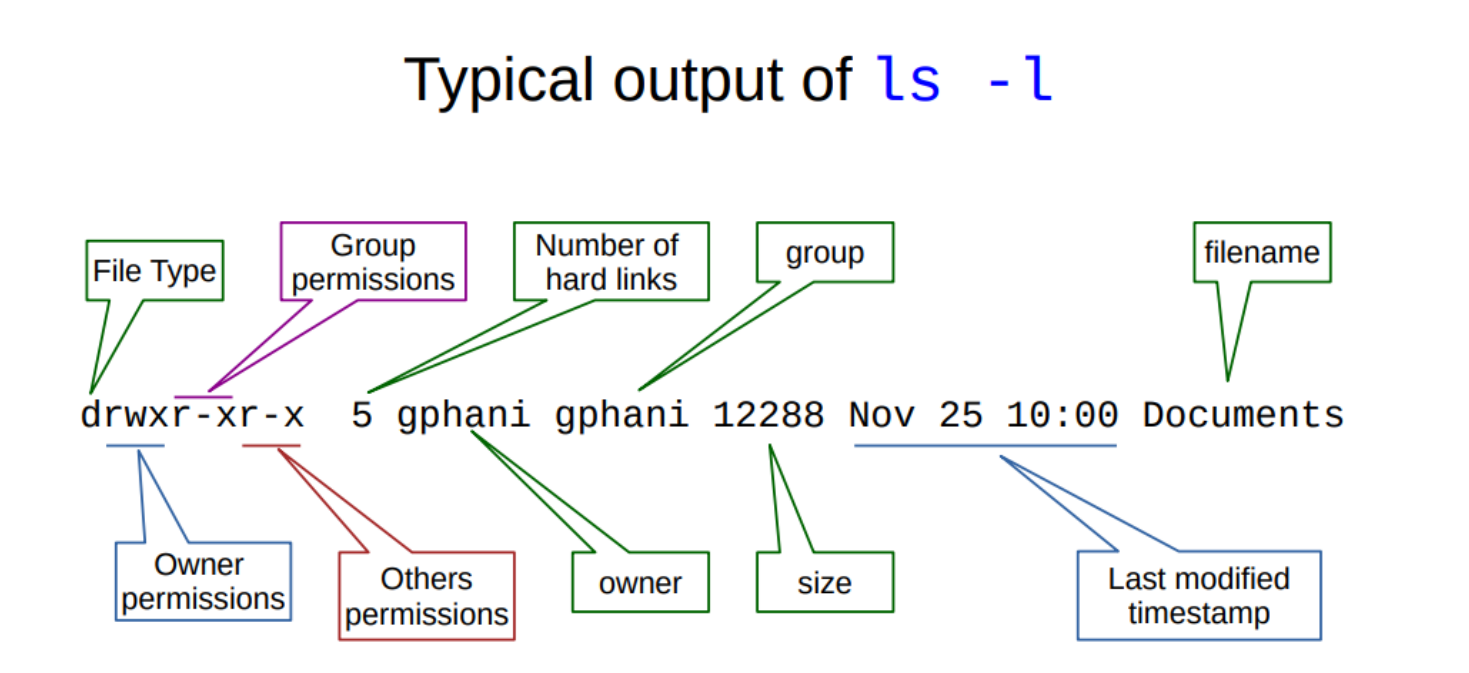 Typical output of ls -l
File Type
Group
permissions
Number of
hard links
group
filename
drwxr-xr-x  5 gphani gphani 12288 Nov 25 10:00 Documents
Owner
permissions
Others
permissions
owner
size
Last modified
timestamp